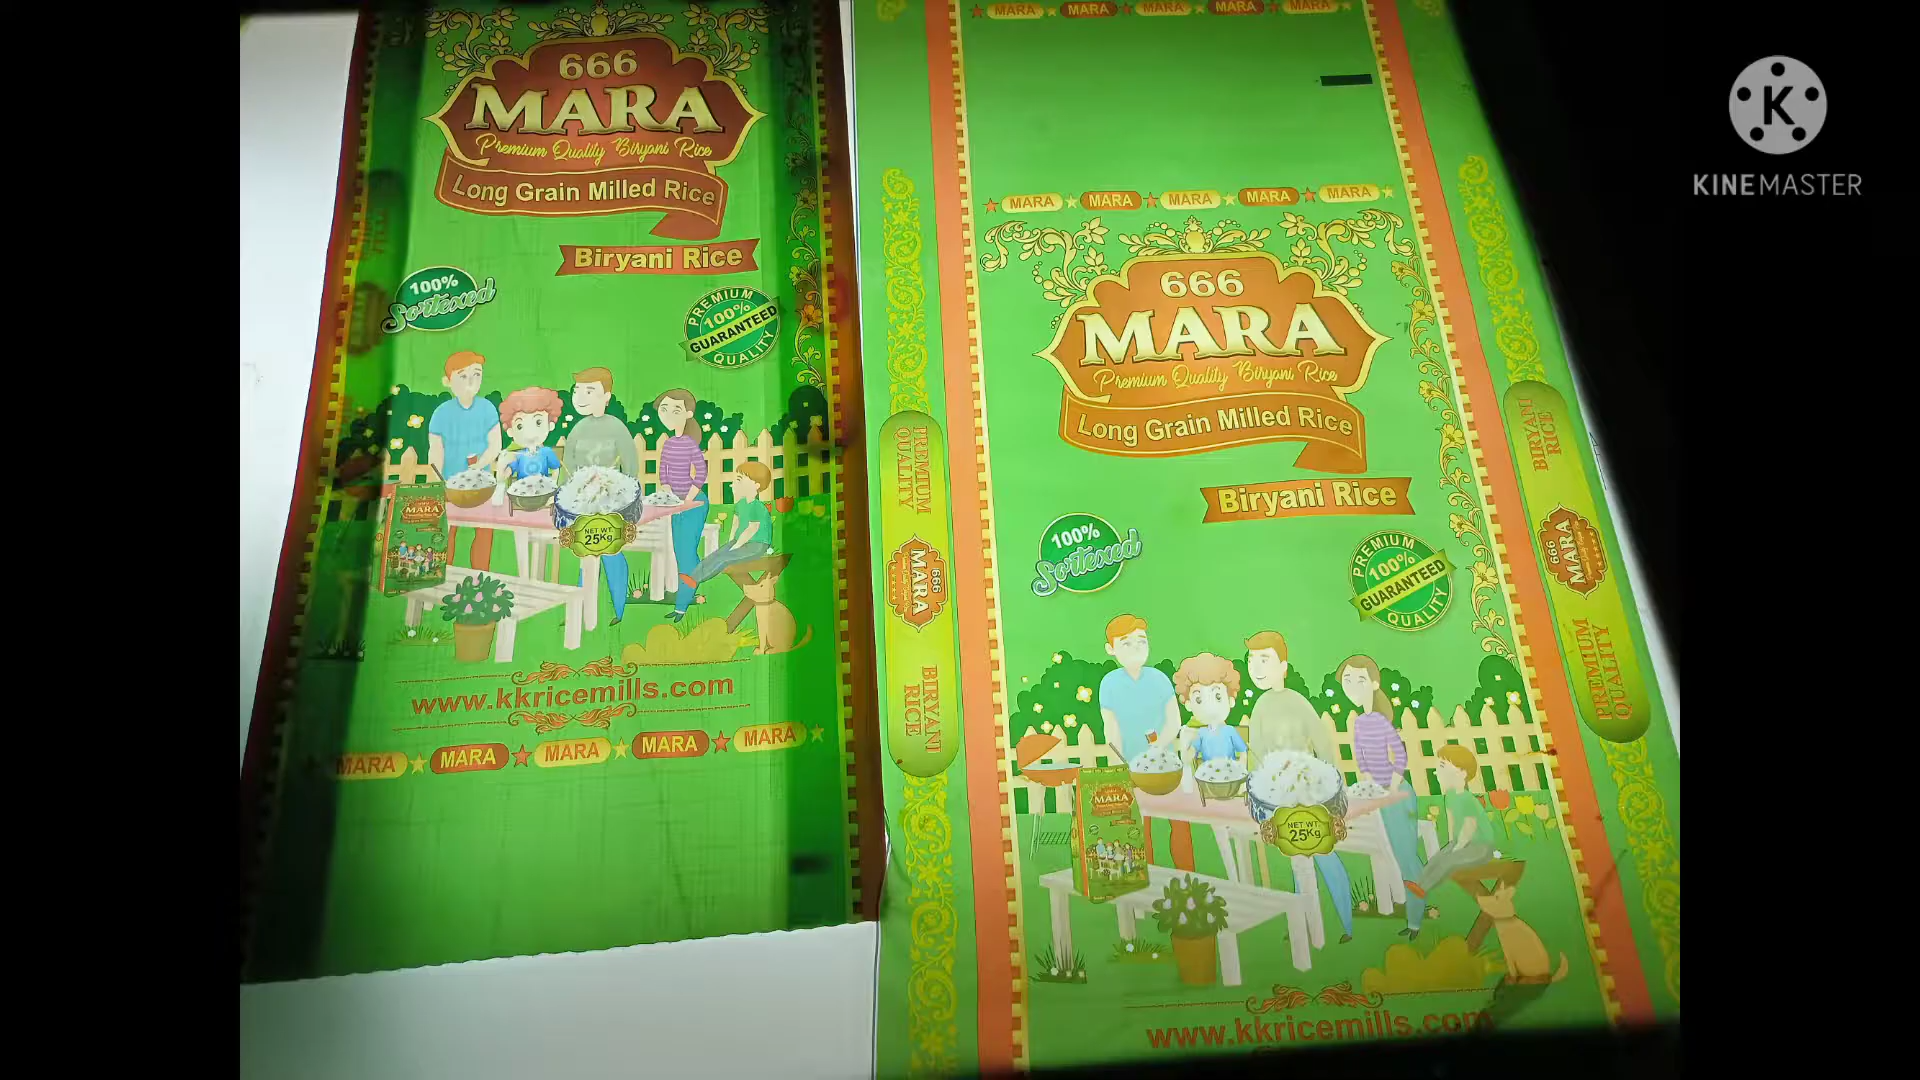 666
MARA
Premium Quality Biryani Rice
Long Grain Milled Rice
Biryani Rice
100%
Sortexed
PREMIUM
100%
GUARANTEED
QUALITY
MARA
NET WT.
25Kg
www.kkricemills.com
MARA MARA MARA MARA MARA
MARA MARA MARA MARA MARA
MARA MARA MARA MARA MARA
666
MARA
Premium Quality Biryani Rice
Long Grain Milled Rice
Biryani Rice
100%
Sortexed
PREMIUM
100%
GUARANTEED
QUALITY
MARA
NET WT.
25Kg
www.kkricemills.com
PREMIUM
QUALITY
666
MARA
BIRYANI
RICE
BIRYANI
RICE
666
MARA
PREMIUM
QUALITY
K
KINEMASTER